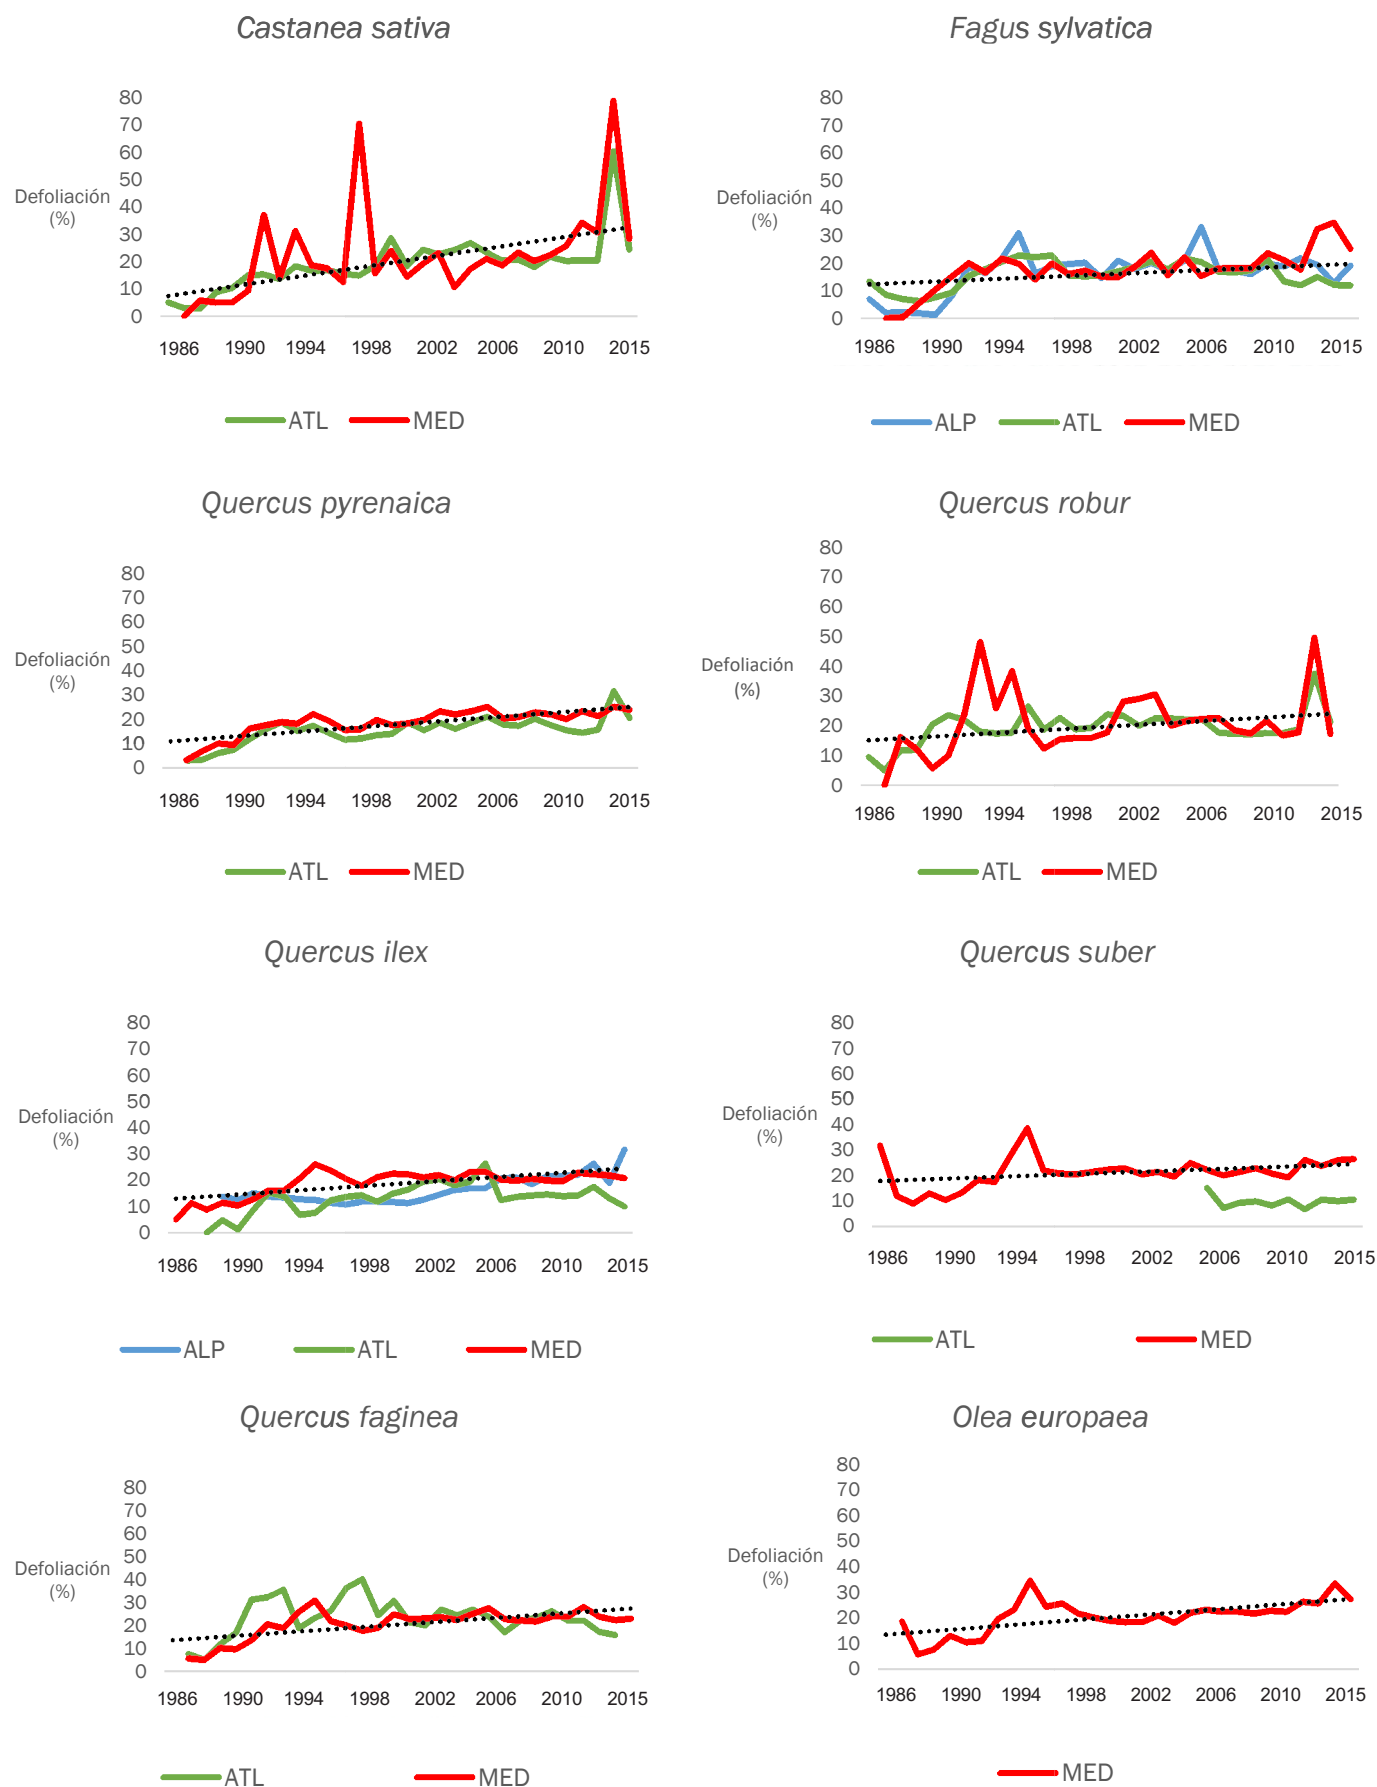 Castanea sativa
80
70
60
50
40
30
20
10
0
Defoliación
(%)
1986 1990 1994 1998 2002 2006 2010 2015
ATL MED
Fagus sylvatica
80
70
60
50
40
30
20
10
0
Defoliación
(%)
1986 1990 1994 1998 2002 2006 2010 2015
ALP ATL MED
Quercus pyrenaica
80
70
60
50
40
30
20
10
0
Defoliación
(%)
1986 1990 1994 1998 2002 2006 2010 2015
ATL MED
Quercus robur
80
70
60
50
40
30
20
10
0
Defoliación
(%)
1986 1990 1994 1998 2002 2006 2010 2015
ATL MED
Quercus ilex
80
70
60
50
40
30
20
10
0
Defoliación
(%)
1986 1990 1994 1998 2002 2006 2010 2015
ALP ATL MED
Quercus suber
80
70
60
50
40
30
20
10
0
Defoliación
(%)
1986 1990 1994 1998 2002 2006 2010 2015
ATL MED
Quercus faginea
80
70
60
50
40
30
20
10
0
Defoliación
(%)
1986 1990 1994 1998 2002 2006 2010 2015
ATL MED
Olea europaea
80
70
60
50
40
30
20
10
0
Defoliación
(%)
1986 1990 1994 1998 2002 2006 2010 2015
MED